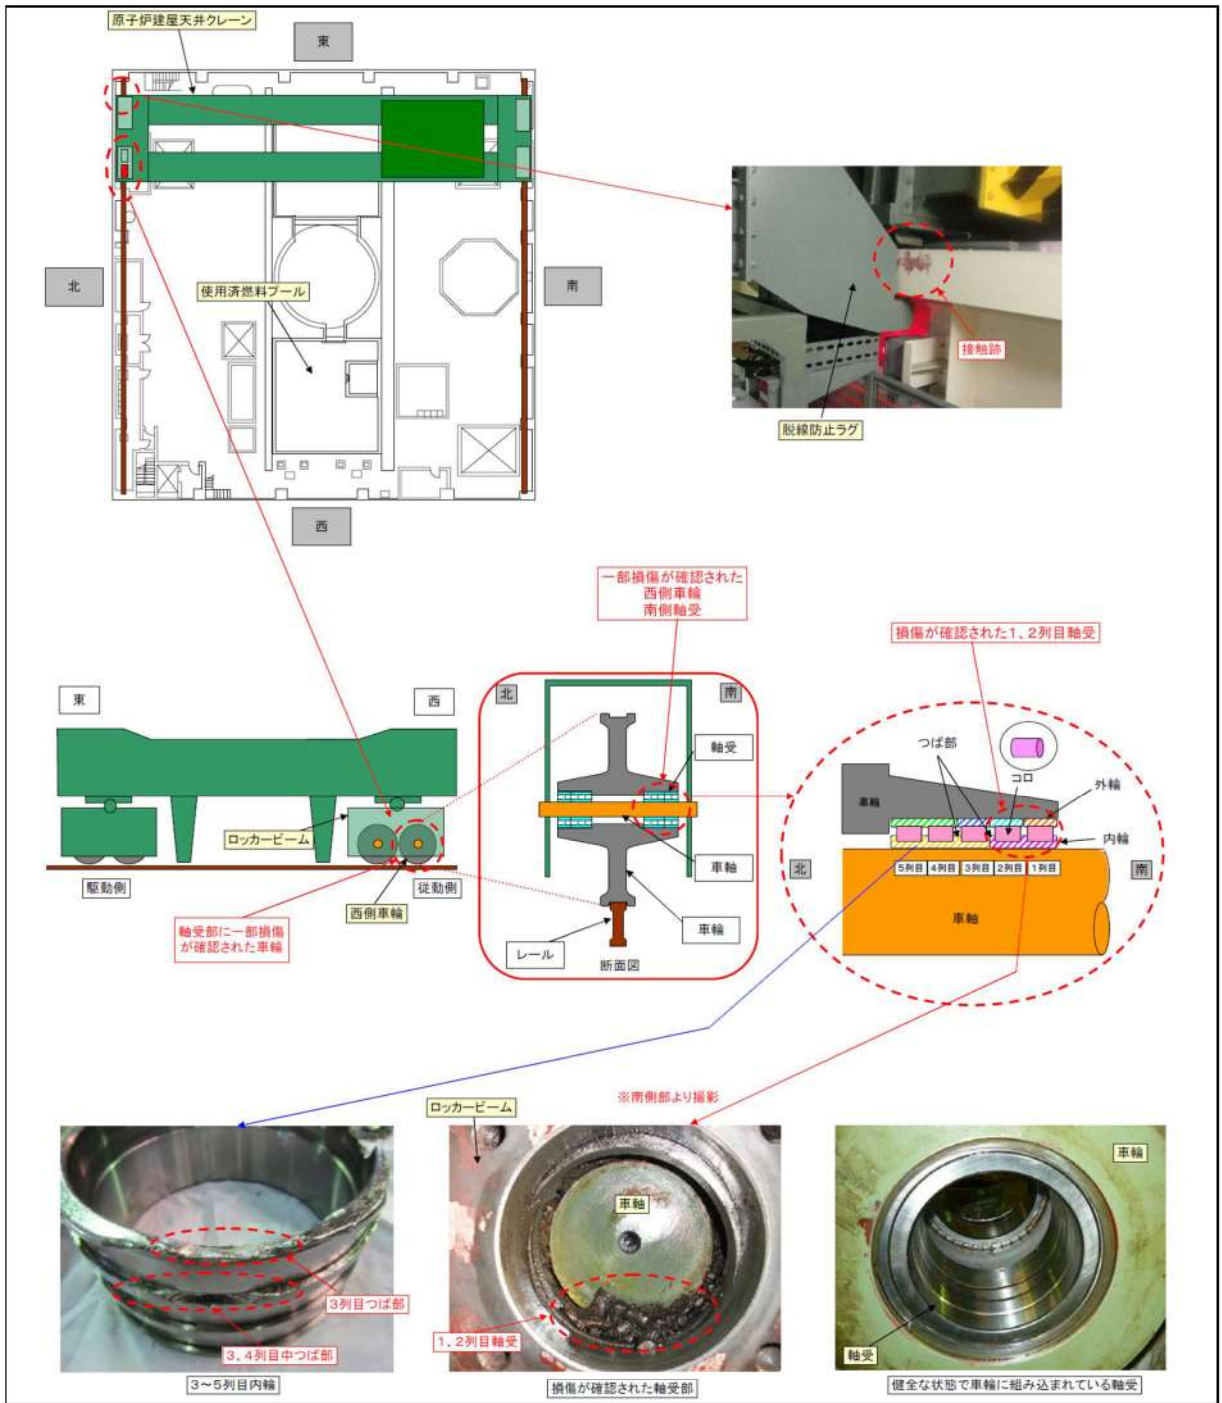 原子炉建屋天井クレーン
東
北
南
使用済燃料プール
西
接触跡
脱線防止ラグ
一部損傷が確認された
西側車輪
南側軸受
損傷が確認された1、2列目軸受
東
西
ロッカービーム
駆動側
従動側
西側車輪
軸受部に一部損傷
が確認された車輪
北
南
軸受
車軸
車輪
レール
断面図
つば部
コロ
外輪
内輪
車輪
北
南
5列目
4列目
3列目
2列目
1列目
車軸
※南側部より撮影
ロッカービーム
3列目つば部
3、4列目中つば部
3～5列目内輪
車軸
1、2列目軸受
損傷が確認された軸受部
車輪
軸受
健全な状態で車輪に組み込まれている軸受